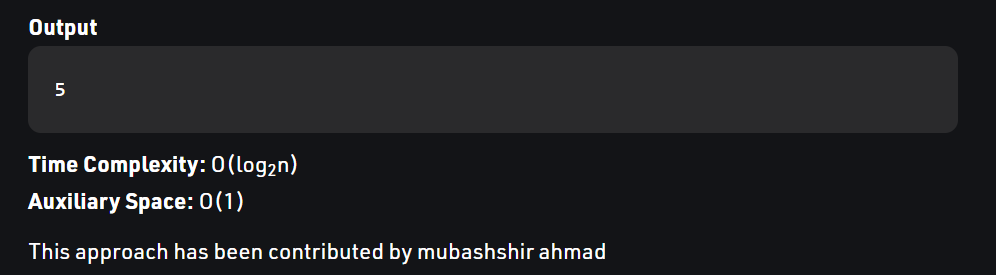 Output
5
Time Complexity: O(log₂n)
Auxiliary Space: O(1)
This approach has been contributed by mubashshir ahmad